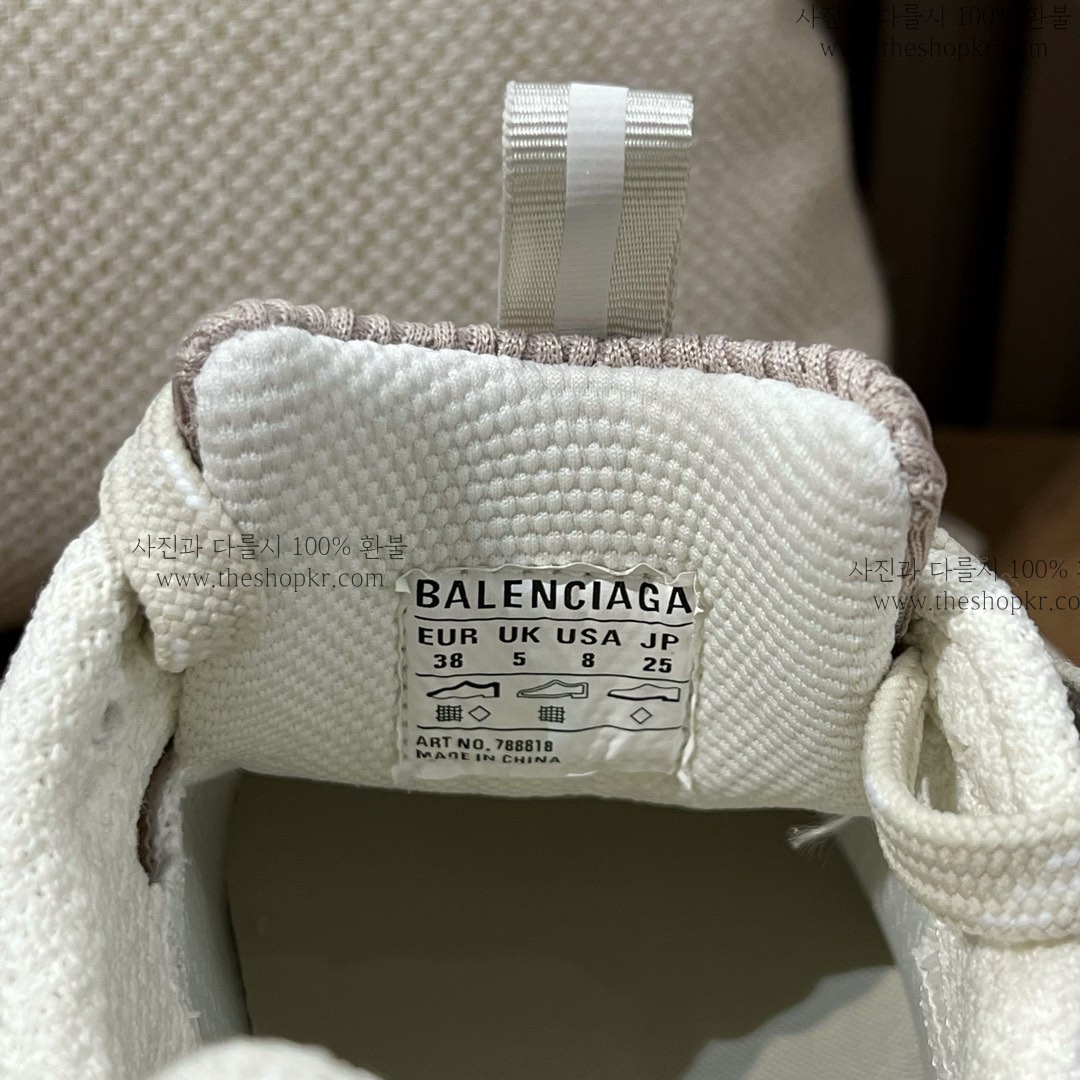 사진과 다를시 100% 환불
www.theshopkr.com
사진과 다를시 100% 환불
www.theshopkr.com
사진과 다를시 100%
www.theshopkr.co
BALENCIAGA
EUR UK USA JP
38 5 8 25
ART NO. 788818
MADE IN CHINA